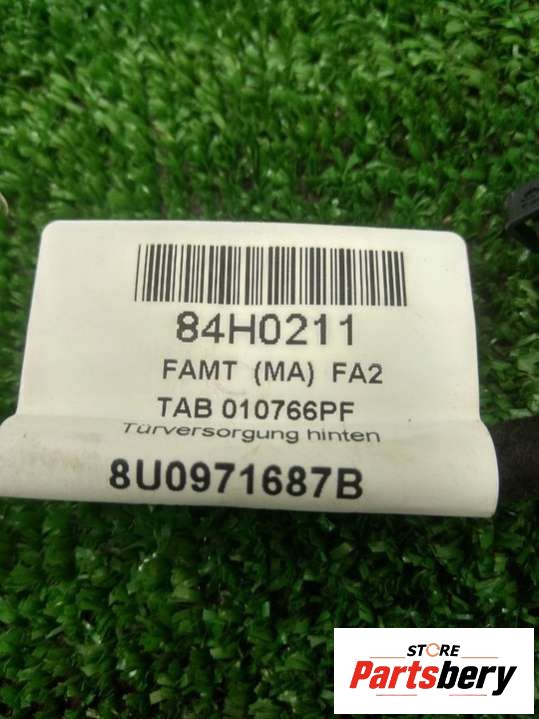 84H0211
FAMT (MA) FA2
TAB 010766PF
Türversorgung hinten
8U0971687B
STORE
Partsbery